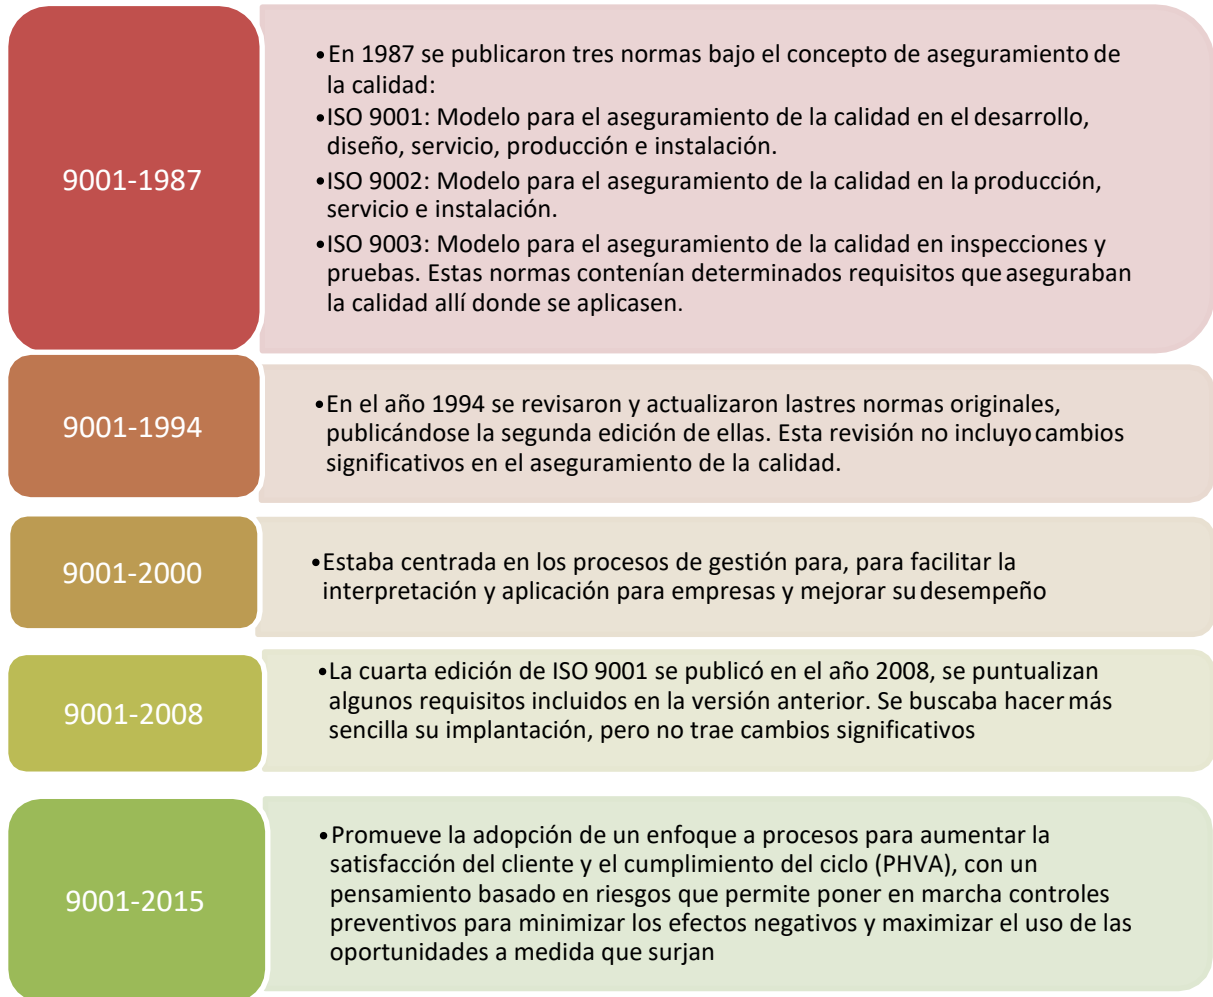 9001-1987
•En 1987 se publicaron tres normas bajo el concepto de aseguramiento de
la calidad:
•ISO 9001: Modelo para el aseguramiento de la calidad en el desarrollo,
diseño, servicio, producción e instalación.
•ISO 9002: Modelo para el aseguramiento de la calidad en la producción,
servicio e instalación.
•ISO 9003: Modelo para el aseguramiento de la calidad en inspecciones y
pruebas. Estas normas contenían determinados requisitos que aseguraban
la calidad allí donde se aplicasen.
9001-1994
•En el año 1994 se revisaron y actualizaron lastres normas originales,
publicándose la segunda edición de ellas. Esta revisión no incluyo cambios
significativos en el aseguramiento de la calidad.
9001-2000
•Estaba centrada en los procesos de gestión para, para facilitar la
interpretación y aplicación para empresas y mejorar su desempeño
9001-2008
•La cuarta edición de ISO 9001 se publicó en el año 2008, se puntualizan
algunos requisitos incluidos en la versión anterior. Se buscaba hacer más
sencilla su implantación, pero no trae cambios significativos
9001-2015
•Promueve la adopción de un enfoque a procesos para aumentar la
satisfacción del cliente y el cumplimiento del ciclo (PHVA), con un
pensamiento basado en riesgos que permite poner en marcha controles
preventivos para minimizar los efectos negativos y maximizar el uso de las
oportunidades a medida que surjan